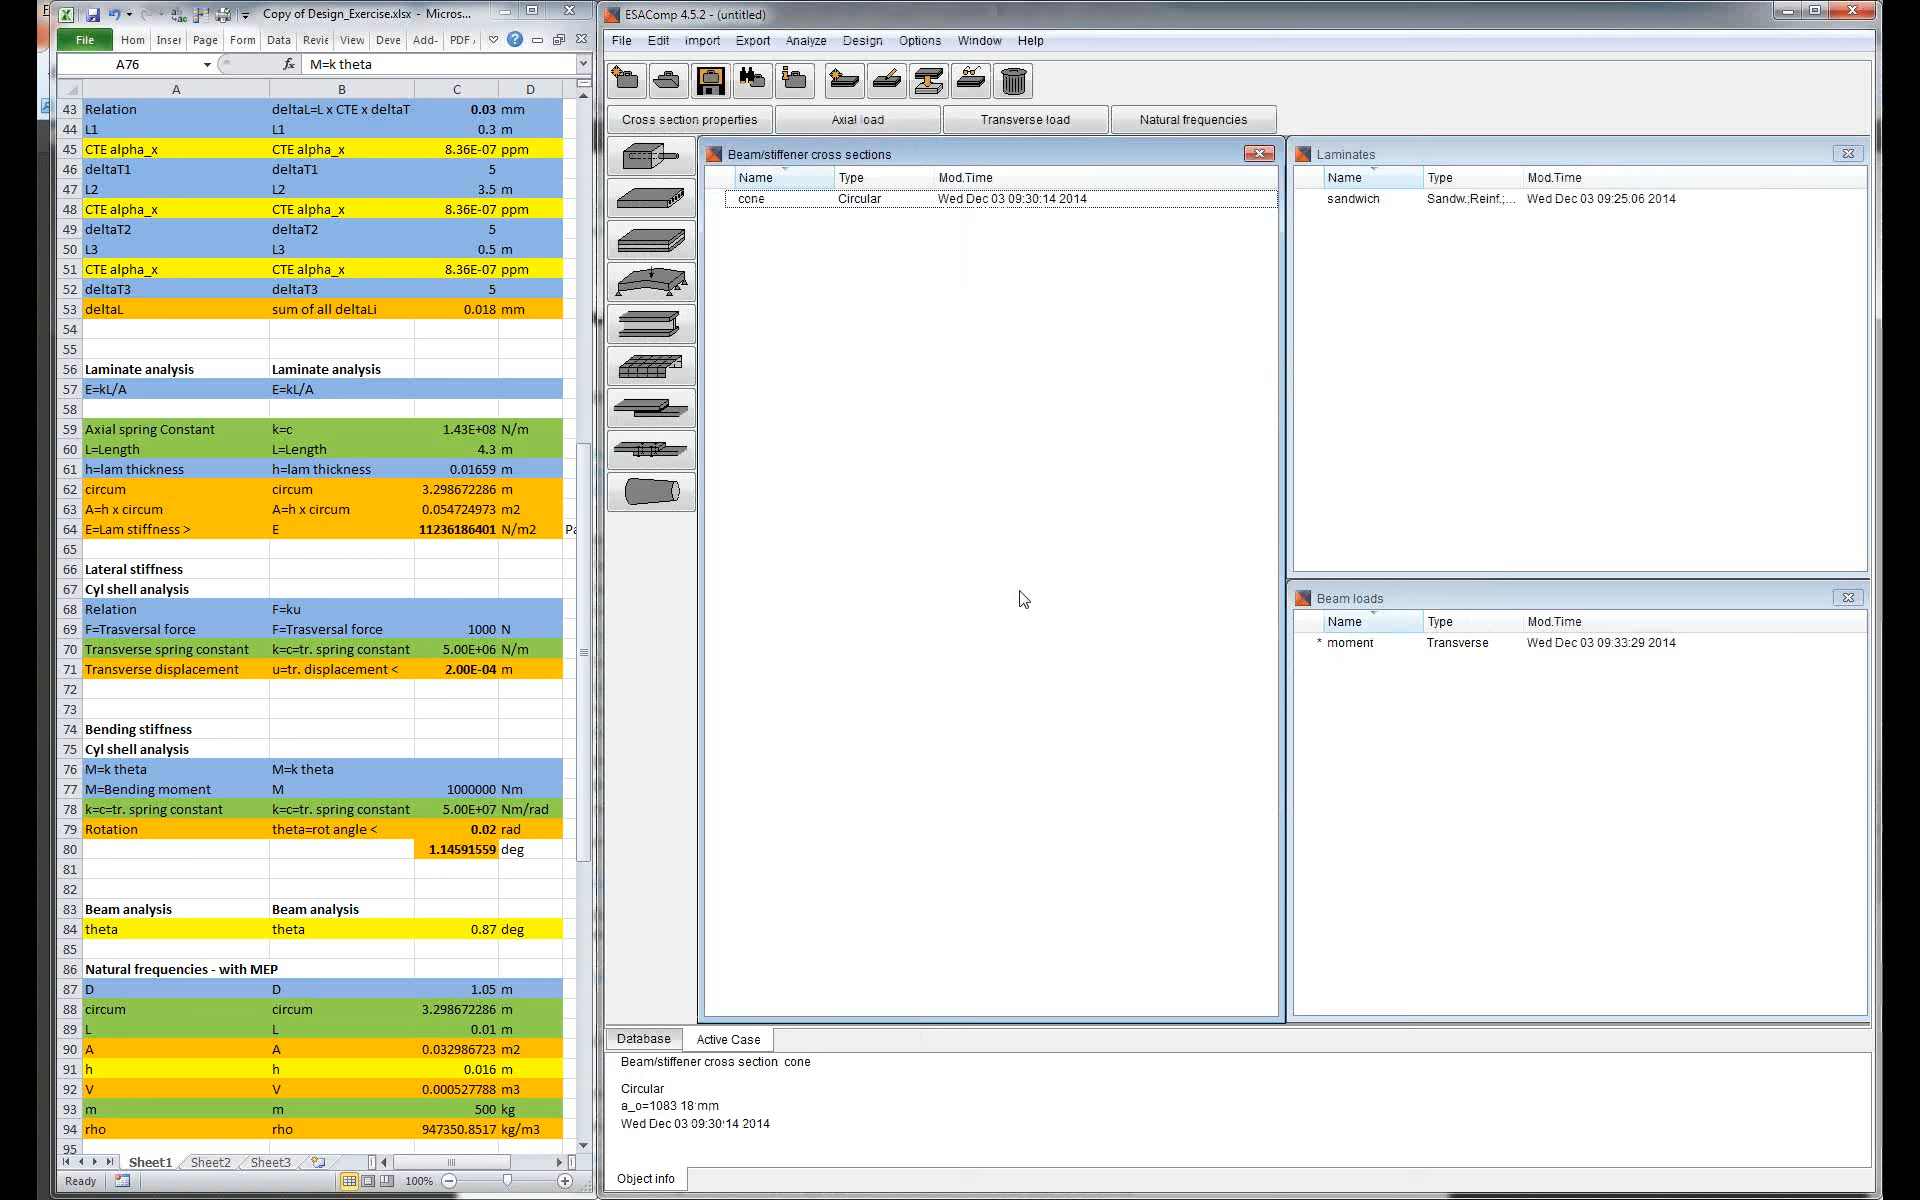 Copy of Design_Exercise.xlsx - Micros...
File Hom Inser Page Form Data Revie View Deve Add- PDF
A76 fx M=k theta
A B C D
43 Relation deltaL=L x CTE x deltaT 0.03 mm
44 L1 L1 0.3 m
45 CTE alpha_x CTE alpha_x 8.36E-07 ppm
46 deltaT1 deltaT1 5
47 L2 L2 3.5 m
48 CTE alpha_x CTE alpha_x 8.36E-07 ppm
49 deltaT2 deltaT2 5
50 L3 L3 0.5 m
51 CTE alpha_x CTE alpha_x 8.36E-07 ppm
52 deltaT3 deltaT3 5
53 deltaL sum of all deltaLi 0.018 mm
54
55
56 Laminate analysis Laminate analysis
57 E=kL/A E=kL/A
58
59 Axial spring Constant k=c 1.43E+08 N/m
60 L=Length L=Length 4.3 m
61 h=lam thickness h=lam thickness 0.01659 m
62 circum circum 3.298672286 m
63 A=h x circum A=h x circum 0.054724973 m2
64 E=Lam stiffness > E 11236186401 N/m2 Pa
65
66 Lateral stiffness
67 Cyl shell analysis
68 Relation F=ku
69 F=Trasversal force F=Trasversal force 1000 N
70 Transverse spring constant k=c=tr. spring constant 5.00E+06 N/m
71 Transverse displacement u=tr. displacement < 2.00E-04 m
72
73
74 Bending stiffness
75 Cyl shell analysis
76 M=k theta M=k theta
77 M=Bending moment M 1000000 Nm
78 k=c=tr. spring constant k=c=tr. spring constant 5.00E+07 Nm/rad
79 Rotation theta=rot angle < 0.02 rad
80 1.14591559 deg
81
82
83 Beam analysis Beam analysis
84 theta theta 0.87 deg
85
86 Natural frequencies - with MEP
87 D D 1.05 m
88 circum circum 3.298672286 m
89 L L 0.01 m
90 A A 0.032986723 m2
91 h h 0.016 m
92 V V 0.000527788 m3
93 m m 500 kg
94 rho rho 947350.8517 kg/m3
95
Sheet1 Sheet2 Sheet3
Ready 100%
ESAComp 4.5.2 - (untitled)
File Edit Import Export Analyze Design Options Window Help
Cross section properties Axial load Transverse load Natural frequencies
Beam/stiffener cross sections
Name Type Mod.Time
cone Circular Wed Dec 03 09:30:14 2014
Laminates
Name Type Mod.Time
sandwich Sandw.;Reinf.;... Wed Dec 03 09:25:06 2014
Beam loads
Name Type Mod.Time
* moment Transverse Wed Dec 03 09:33:29 2014
Database Active Case
Beam/stiffener cross section: cone
Circular
a_o=1083.18 mm
Wed Dec 03 09:30:14 2014
Object info